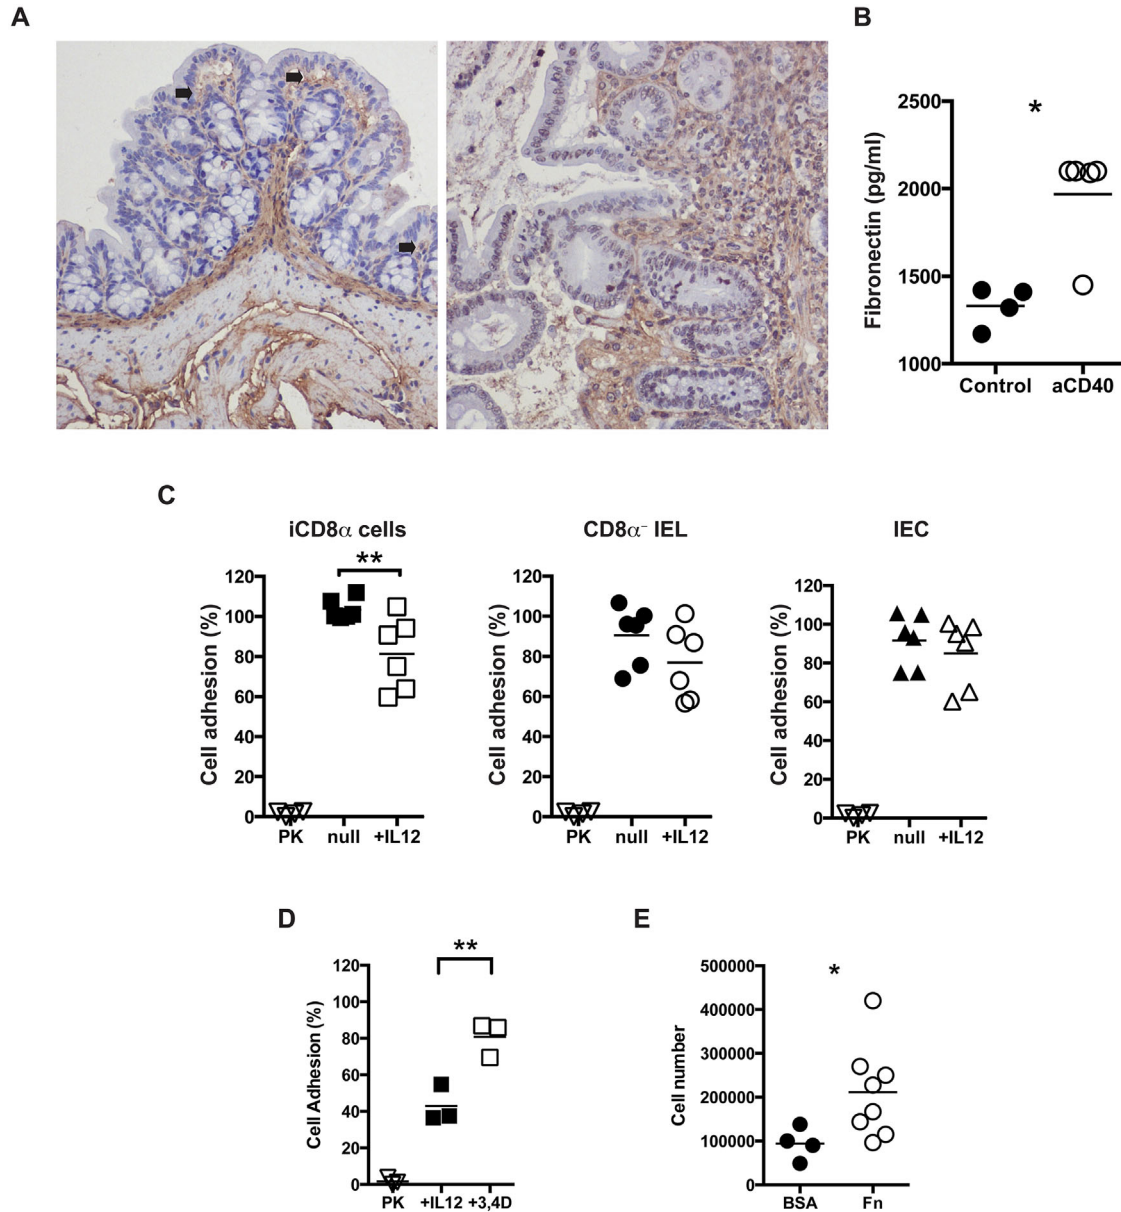 A
B
2500
*
2000
1500
1000
Fibronectin (pg/ml)
Control
aCD40
C
iCD8α cells
**
120
100
80
60
40
20
0
Cell adhesion (%)
PK
null
+IL12
CD8α⁻ IEL
120
100
80
60
40
20
0
Cell adhesion (%)
PK
null
+IL12
IEC
120
100
80
60
40
20
0
Cell adhesion (%)
PK
null
+IL12
D
**
120
100
80
60
40
20
0
Cell Adhesion (%)
PK
+IL12
+3,4D
E
500000
*
400000
300000
200000
100000
0
Cell number
BSA
Fn